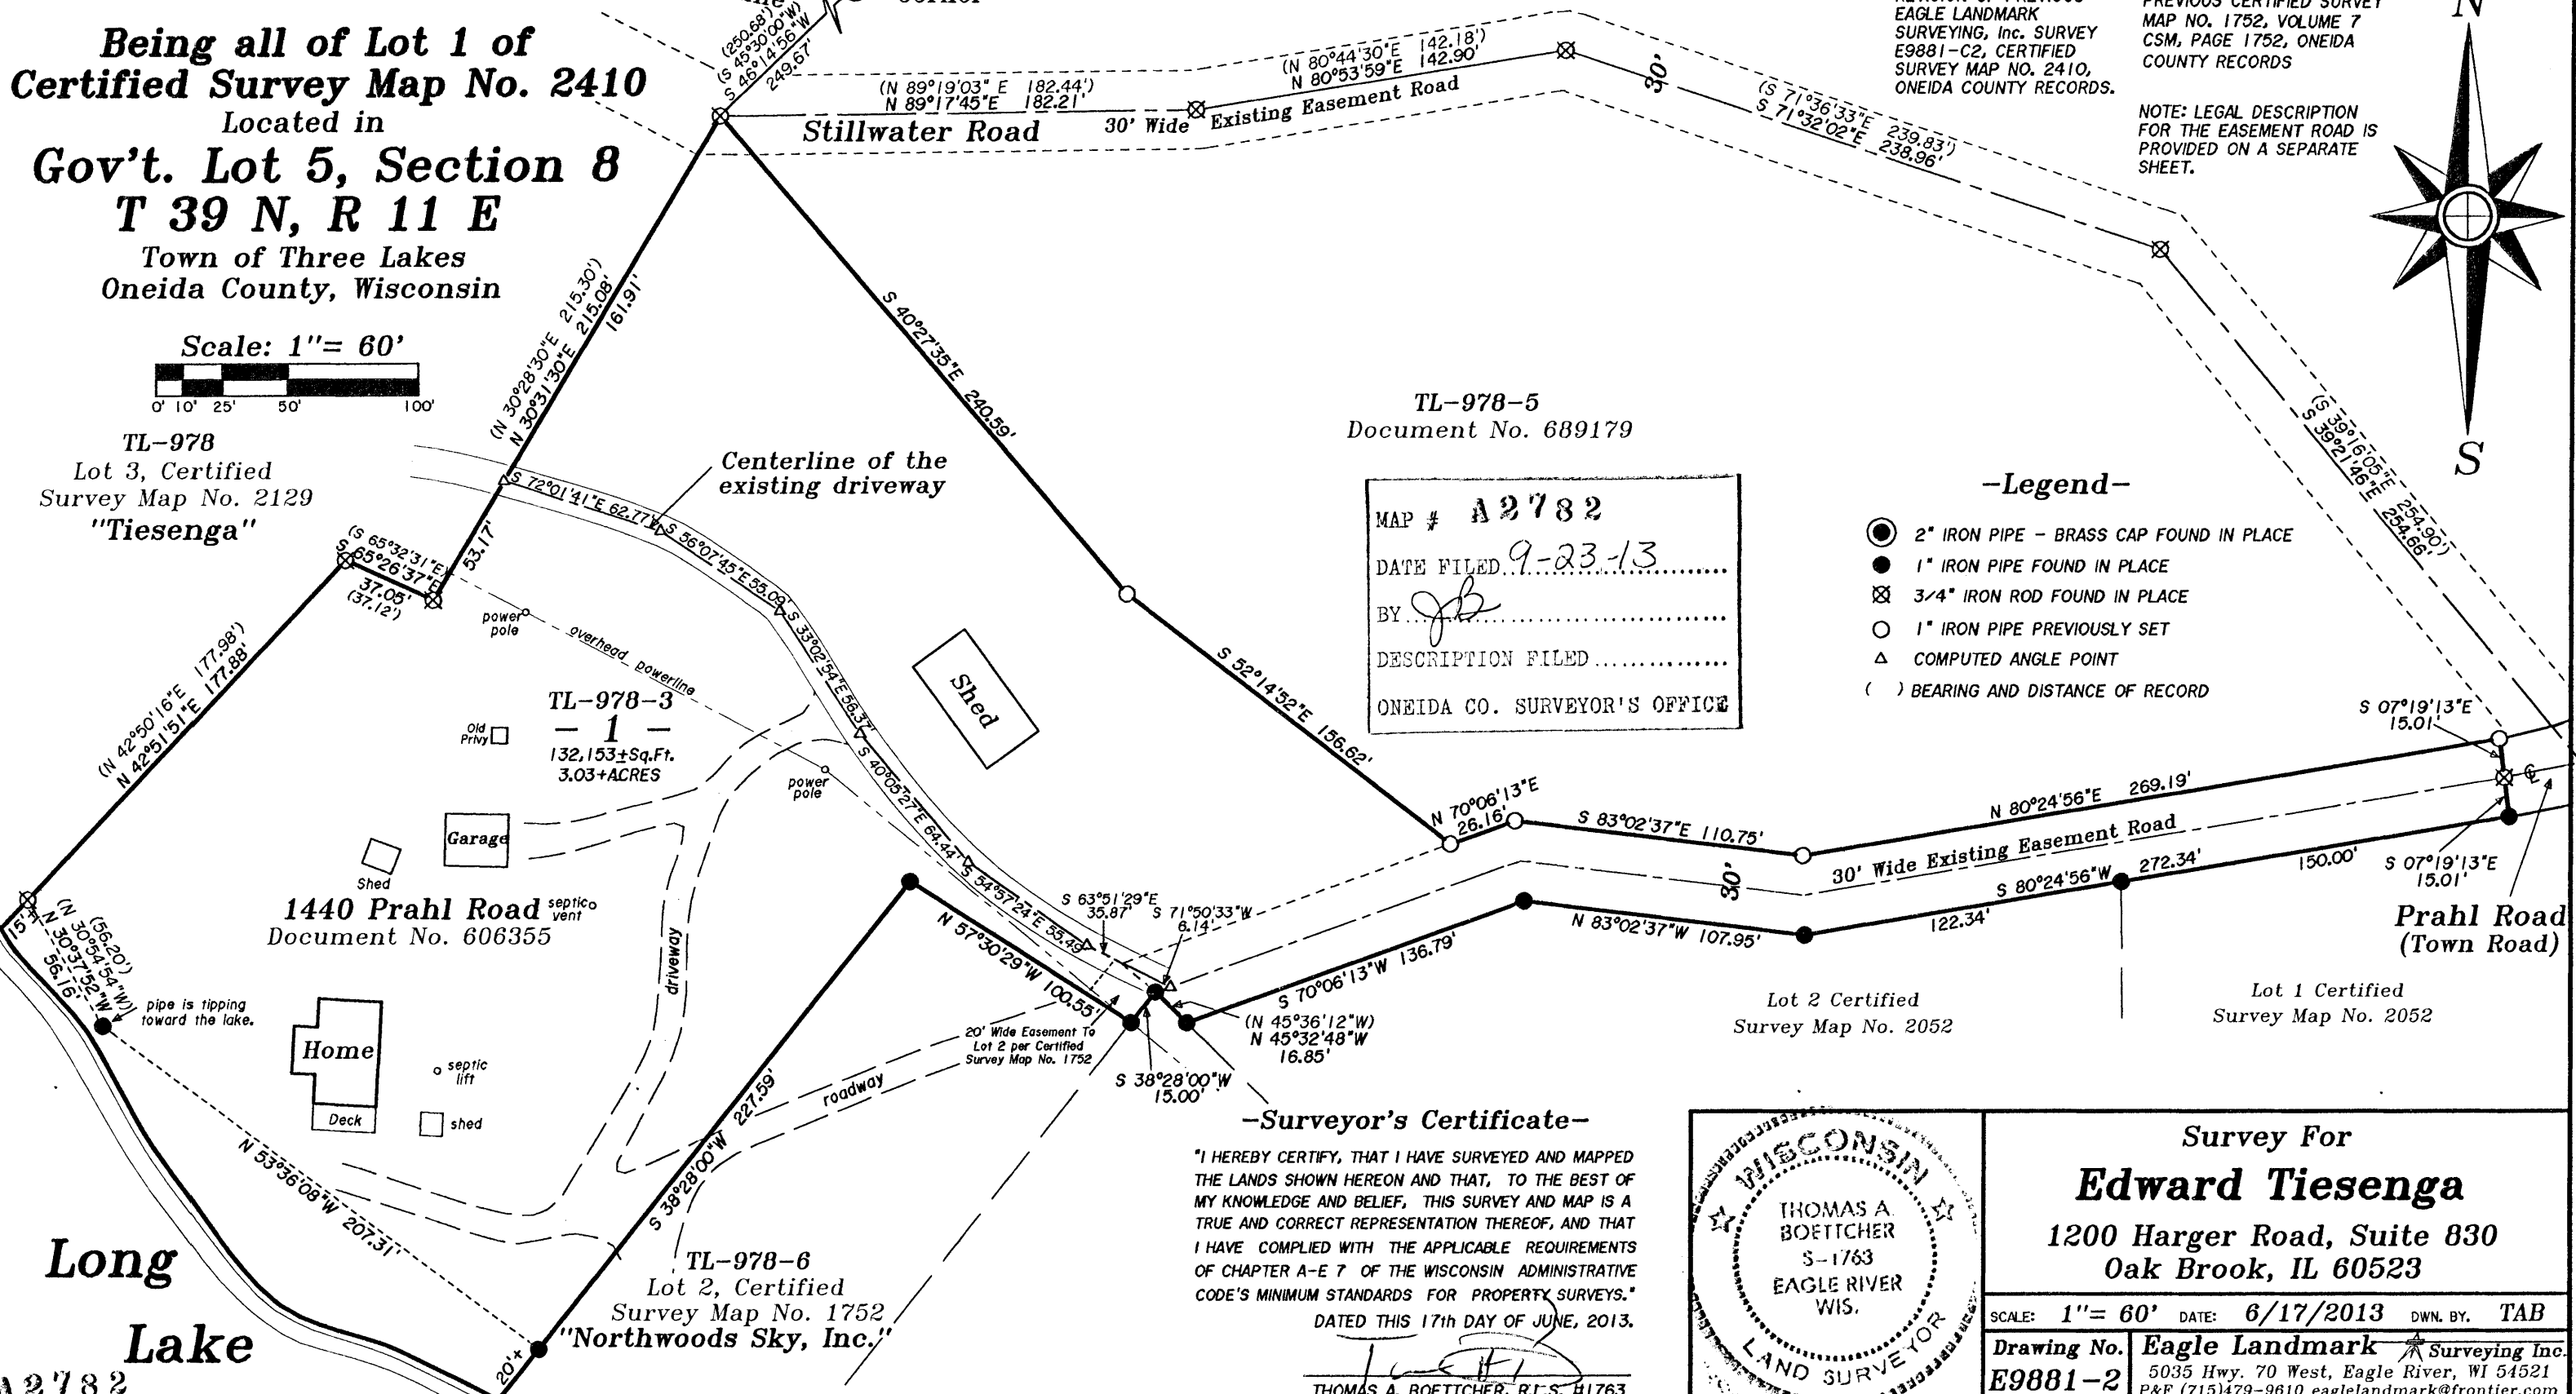 Being all of Lot 1 of
Certified Survey Map No. 2410
Located in
Gov't. Lot 5, Section 8
T 39 N, R 11 E
Town of Three Lakes
Oneida County, Wisconsin
Scale: 1"= 60'
0' 10' 25' 50' 100'
(250.68')
(S 45°30'00"W)
S 46°14'56"W
249.67'
(N 89°19'03" E 182.44')
N 89°17'45"E 182.21'
Stillwater Road
30' Wide Existing Easement Road
(N 80°44'30"E 142.18')
N 80°53'59"E 142.90'
30'
(S 71°36'33"E 239.83')
S 71°32'02"E 238.96'
EAGLE LANDMARK
SURVEYING, Inc. SURVEY
E9881-C2, CERTIFIED
SURVEY MAP NO. 2410,
ONEIDA COUNTY RECORDS.
PREVIOUS CERTIFIED SURVEY
MAP NO. 1752, VOLUME 7
CSM, PAGE 1752, ONEIDA
COUNTY RECORDS
NOTE: LEGAL DESCRIPTION
FOR THE EASEMENT ROAD IS
PROVIDED ON A SEPARATE
SHEET.
N
S
(S 39°16'05"E 254.90')
S 39°21'46"E 254.66'
(N 30°28'30"E 215.30')
N 30°31'30"E 215.08'
161.91'
53.17'
S 40°27'35"E 240.59'
TL-978
Lot 3, Certified
Survey Map No. 2129
"Tiesenga"
Centerline of the
existing driveway
S 72°01'41"E 62.77'
S 56°07'45"E 55.09'
S 33°02'54"E 56.37'
S 40°05'27"E 64.44'
S 54°57'24"E 55.49'
(S 65°32'31"E)
S 65°26'37"E
37.05'
(37.12')
(N 42°50'16"E 177.98')
N 42°51'51"E 177.88'
power
pole
overhead powerline
TL-978-3
- 1 -
132,153±Sq.Ft.
3.03+ACRES
Old
Privy
Garage
Shed
Shed
power
pole
1440 Prahl Road
Document No. 606355
septic
vent
driveway
TL-978-5
Document No. 689179
MAP # A2782
DATE FILED 9-23-13
BY JB
DESCRIPTION FILED
ONEIDA CO. SURVEYOR'S OFFICE
-Legend-
2" IRON PIPE - BRASS CAP FOUND IN PLACE
1" IRON PIPE FOUND IN PLACE
3/4" IRON ROD FOUND IN PLACE
1" IRON PIPE PREVIOUSLY SET
COMPUTED ANGLE POINT
( ) BEARING AND DISTANCE OF RECORD
S 52°14'52"E 156.62'
N 70°06'13"E
26.16'
S 83°02'37"E 110.75'
N 80°24'56"E 269.19'
30' Wide Existing Easement Road
30'
S 07°19'13"E
15.01'
S 07°19'13"E
15.01'
Prahl Road
(Town Road)
S 80°24'56"W 272.34'
150.00'
122.34'
N 83°02'37"W 107.95'
S 70°06'13"W 136.79'
S 63°51'29"E
35.87'
S 71°50'33"W
6.14'
N 57°30'29"W 100.55'
(N 45°36'12"W)
N 45°32'48"W
16.85'
S 38°28'00"W
15.00'
20' Wide Easement To
Lot 2 per Certified
Survey Map No. 1752
roadway
Lot 2 Certified
Survey Map No. 2052
Lot 1 Certified
Survey Map No. 2052
15'±
(56.20')
(N 30°54'54"W)
N 30°37'52"W
56.16'
pipe is tipping
toward the lake.
Home
Deck
septic
lift
shed
N 53°36'08"W 207.31'
S 38°28'00"W 227.59'
20'±
Long
Lake
A2782
TL-978-6
Lot 2, Certified
Survey Map No. 1752
"Northwoods Sky, Inc."
-Surveyor's Certificate-
"I HEREBY CERTIFY, THAT I HAVE SURVEYED AND MAPPED
THE LANDS SHOWN HEREON AND THAT, TO THE BEST OF
MY KNOWLEDGE AND BELIEF, THIS SURVEY AND MAP IS A
TRUE AND CORRECT REPRESENTATION THEREOF, AND THAT
I HAVE COMPLIED WITH THE APPLICABLE REQUIREMENTS
OF CHAPTER A-E 7 OF THE WISCONSIN ADMINISTRATIVE
CODE'S MINIMUM STANDARDS FOR PROPERTY SURVEYS."
DATED THIS 17th DAY OF JUNE, 2013.
THOMAS A. BOETTCHER, R.L.S. #1763
WISCONSIN
THOMAS A.
BOETTCHER
S-1763
EAGLE RIVER
WIS.
LAND SURVEYOR
Survey For
Edward Tiesenga
1200 Harger Road, Suite 830
Oak Brook, IL 60523
SCALE: 1"= 60' DATE: 6/17/2013 DWN. BY. TAB
Drawing No.
E9881-2
Eagle Landmark Surveying Inc.
5035 Hwy. 70 West, Eagle River, WI 54521
P&F (715)479-9610 eaglelandmark@frontier.com